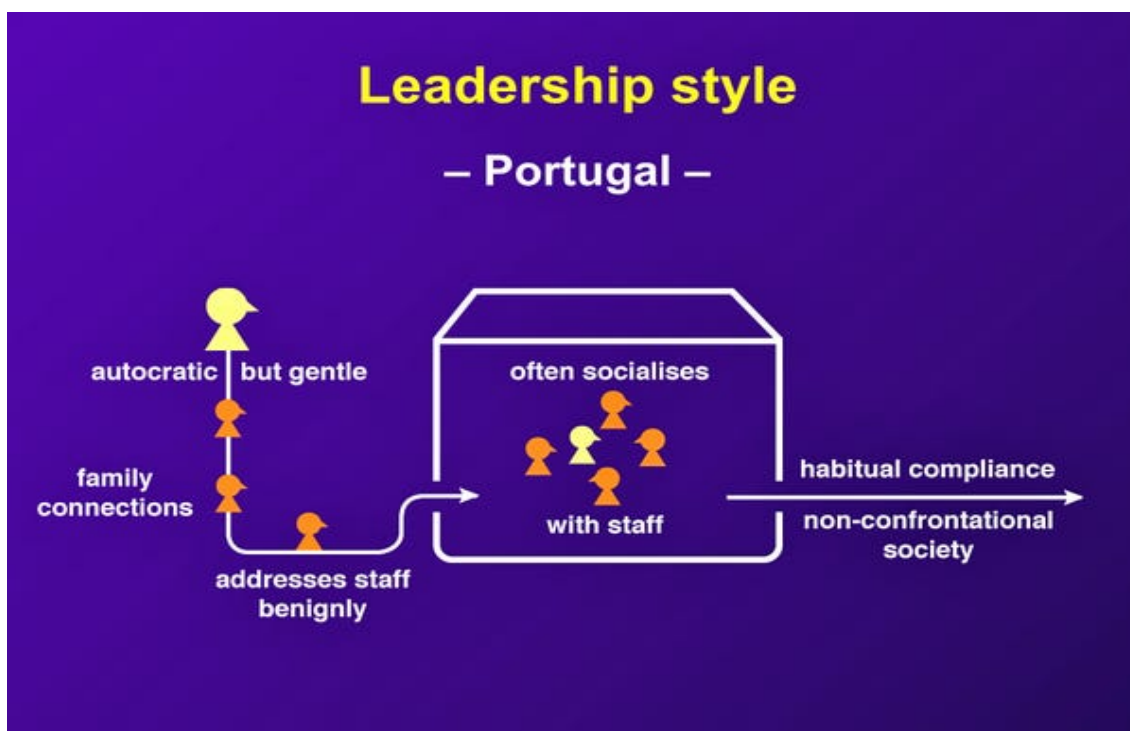 Leadership style
– Portugal –
autocratic but gentle
family
connections
addresses staff
benignly
often socialises
with staff
habitual compliance
non-confrontational
society